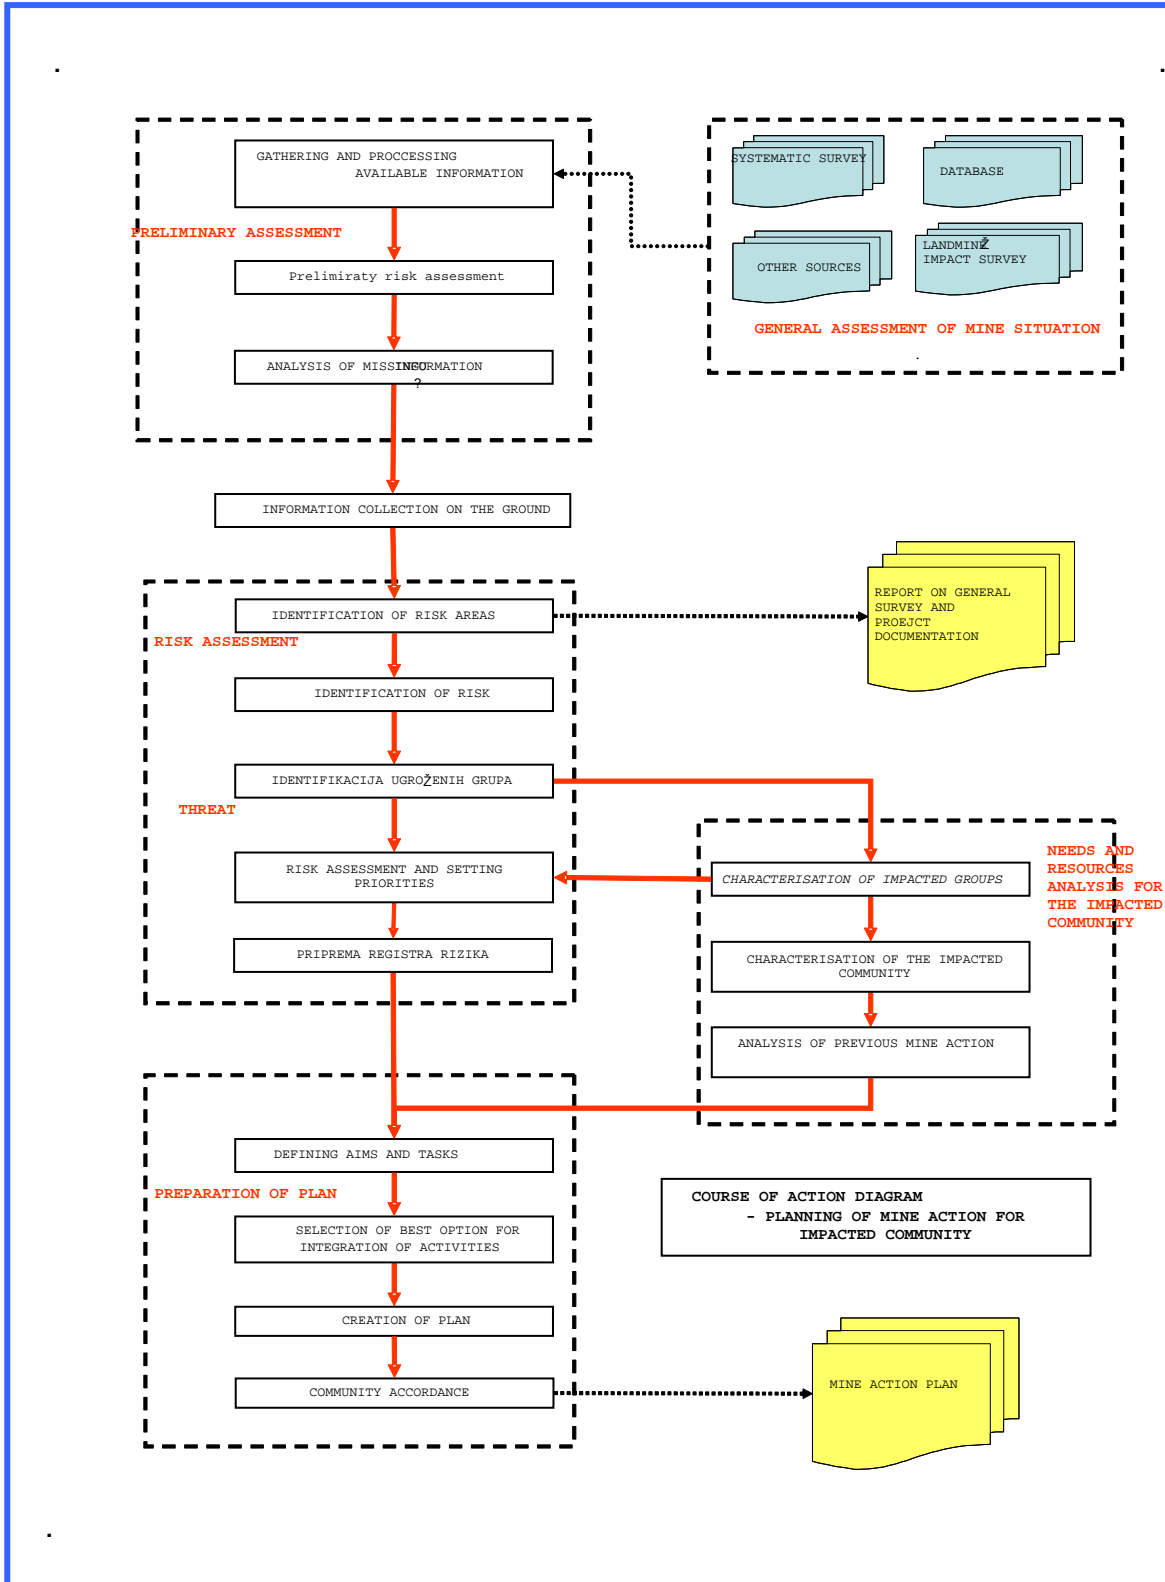 GATHERING AND PROCCESSING
AVAILABLE INFORMATION
PRELIMINARY ASSESSMENT
Prelimiraty risk assessment
ANALYSIS OF MISSING INFORMATION
?
SYSTEMATIC SURVEY
DATABASE
OTHER SOURCES
LANDMINEŽ
IMPACT SURVEY
GENERAL ASSESSMENT OF MINE SITUATION
.
INFORMATION COLLECTION ON THE GROUND
IDENTIFICATION OF RISK AREAS
RISK ASSESSMENT
REPORT ON GENERAL
SURVEY AND
PROEJCT
DOCUMENTATION
IDENTIFICATION OF RISK
IDENTIFIKACIJA UGROŽENIH GRUPA
THREAT
RISK ASSESSMENT AND SETTING
PRIORITIES
PRIPREMA REGISTRA RIZIKA
NEEDS AND
RESOURCES
ANALYSIS FOR
THE IMPACTED
COMMUNITY
CHARACTERISATION OF IMPACTED GROUPS
CHARACTERISATION OF THE IMPACTED
COMMUNITY
ANALYSIS OF PREVIOUS MINE ACTION
DEFINING AIMS AND TASKS
PREPARATION OF PLAN
SELECTION OF BEST OPTION FOR
INTEGRATION OF ACTIVITIES
CREATION OF PLAN
COMMUNITY ACCORDANCE
COURSE OF ACTION DIAGRAM
- PLANNING OF MINE ACTION FOR
IMPACTED COMMUNITY
MINE ACTION PLAN